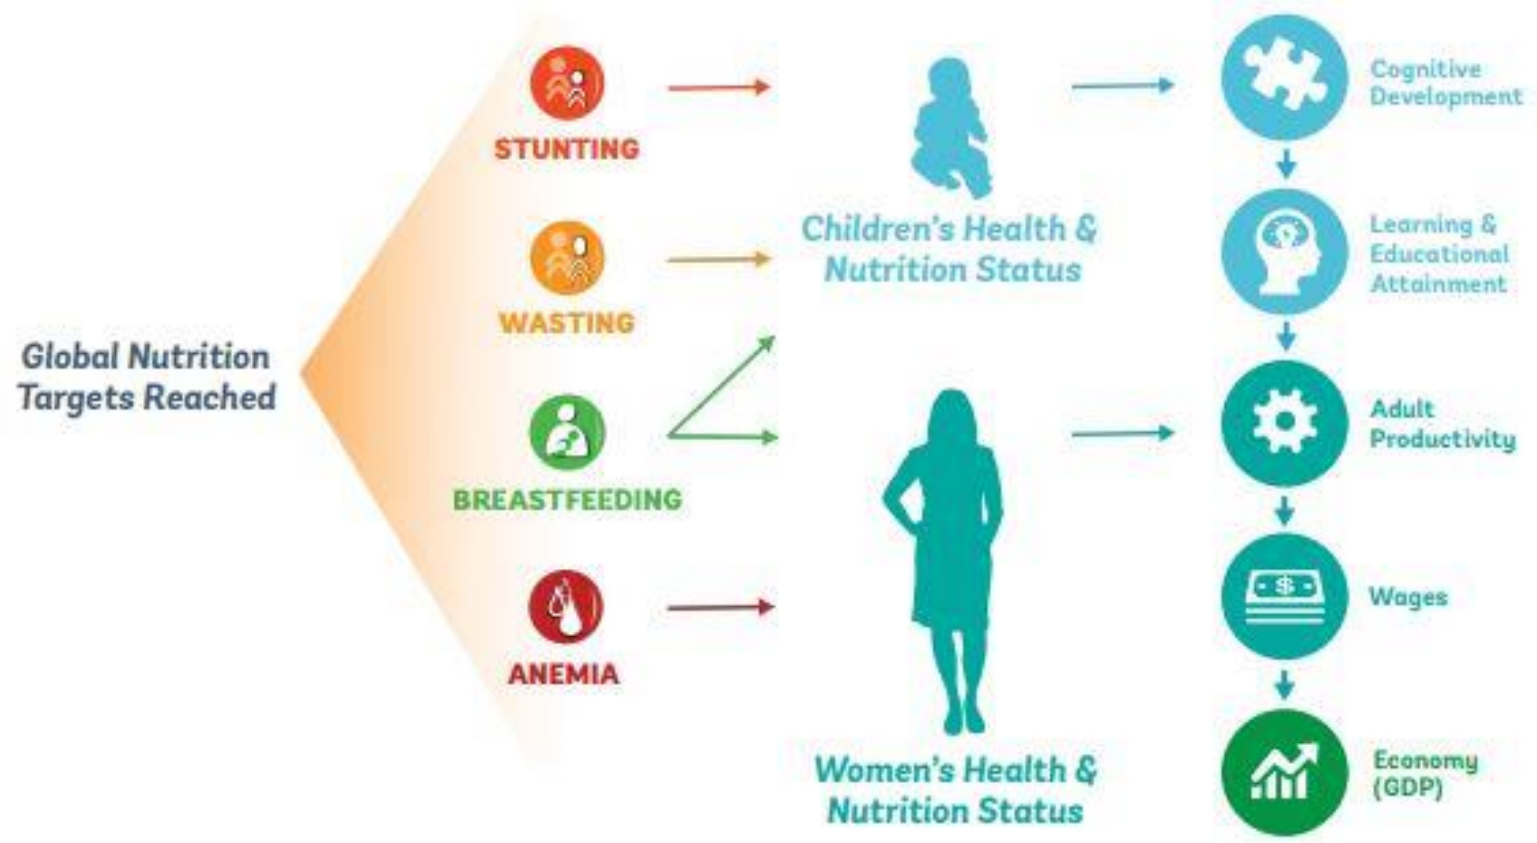 Global Nutrition
Targets Reached
STUNTING
WASTING
BREASTFEEDING
ANEMIA
Children's Health &
Nutrition Status
Women's Health &
Nutrition Status
Cognitive
Development
Learning &
Educational
Attainment
Adult
Productivity
Wages
$
Economy
(GDP)